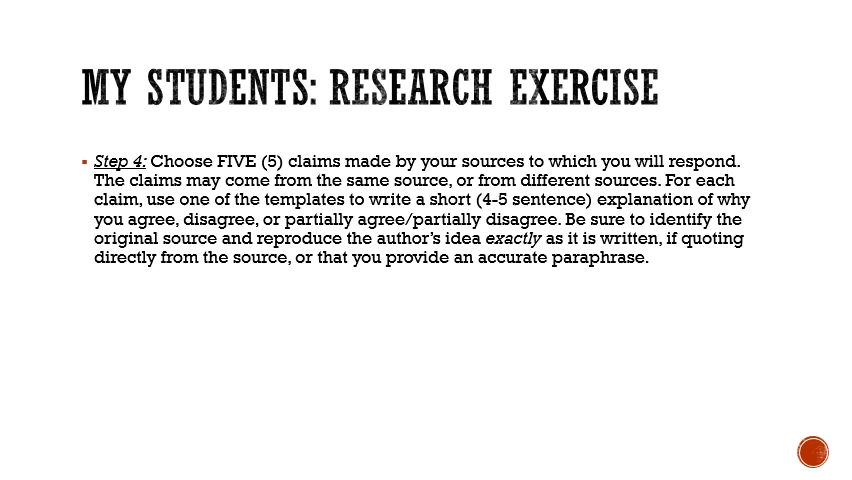 MY STUDENTS: RESEARCH EXERCISE
▪ Step 4: Choose FIVE (5) claims made by your sources to which you will respond.
The claims may come from the same source, or from different sources. For each
claim, use one of the templates to write a short (4-5 sentence) explanation of why
you agree, disagree, or partially agree/partially disagree. Be sure to identify the
original source and reproduce the author's idea exactly as it is written, if quoting
directly from the source, or that you provide an accurate paraphrase.